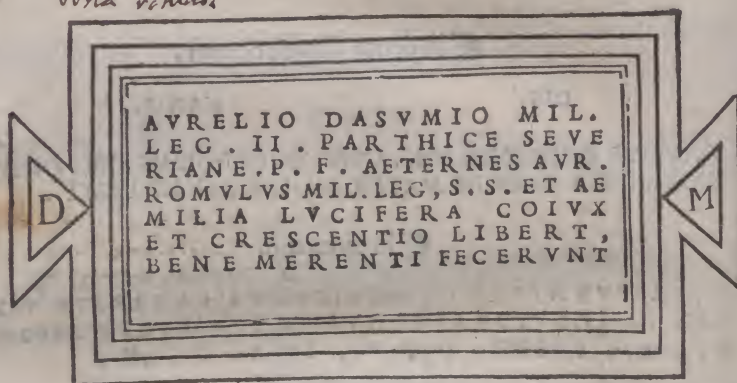 D
M
AVRELIO DASVMIO MIL.
LEG. II. PARTHICE SEVE
RIANE. P. F. AETERNES AVR.
ROMVLVS MIL. LEG, S. S. ET AE
MILIA LVCIFERA COIVX
ET CRESCENTIO LIBERT,
BENE MERENTI FECERVNT